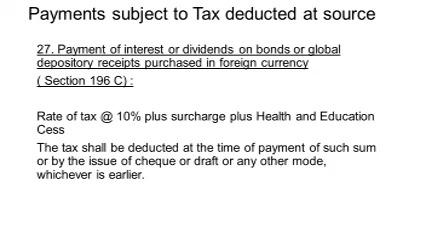 Payments subject to Tax deducted at source
27. Payment of interest or dividends on bonds or global
depository receipts purchased in foreign currency
( Section 196 C) :
Rate of tax @ 10% plus surcharge plus Health and Education
Cess
The tax shall be deducted at the time of payment of such sum
or by the issue of cheque or draft or any other mode,
whichever is earlier.